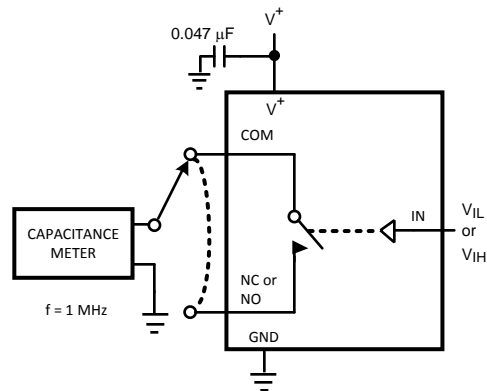 V+
0.047 μF
V+
COM
IN
VIL
or
VIH
CAPACITANCE
METER
NC or
NO
f = 1 MHz
GND